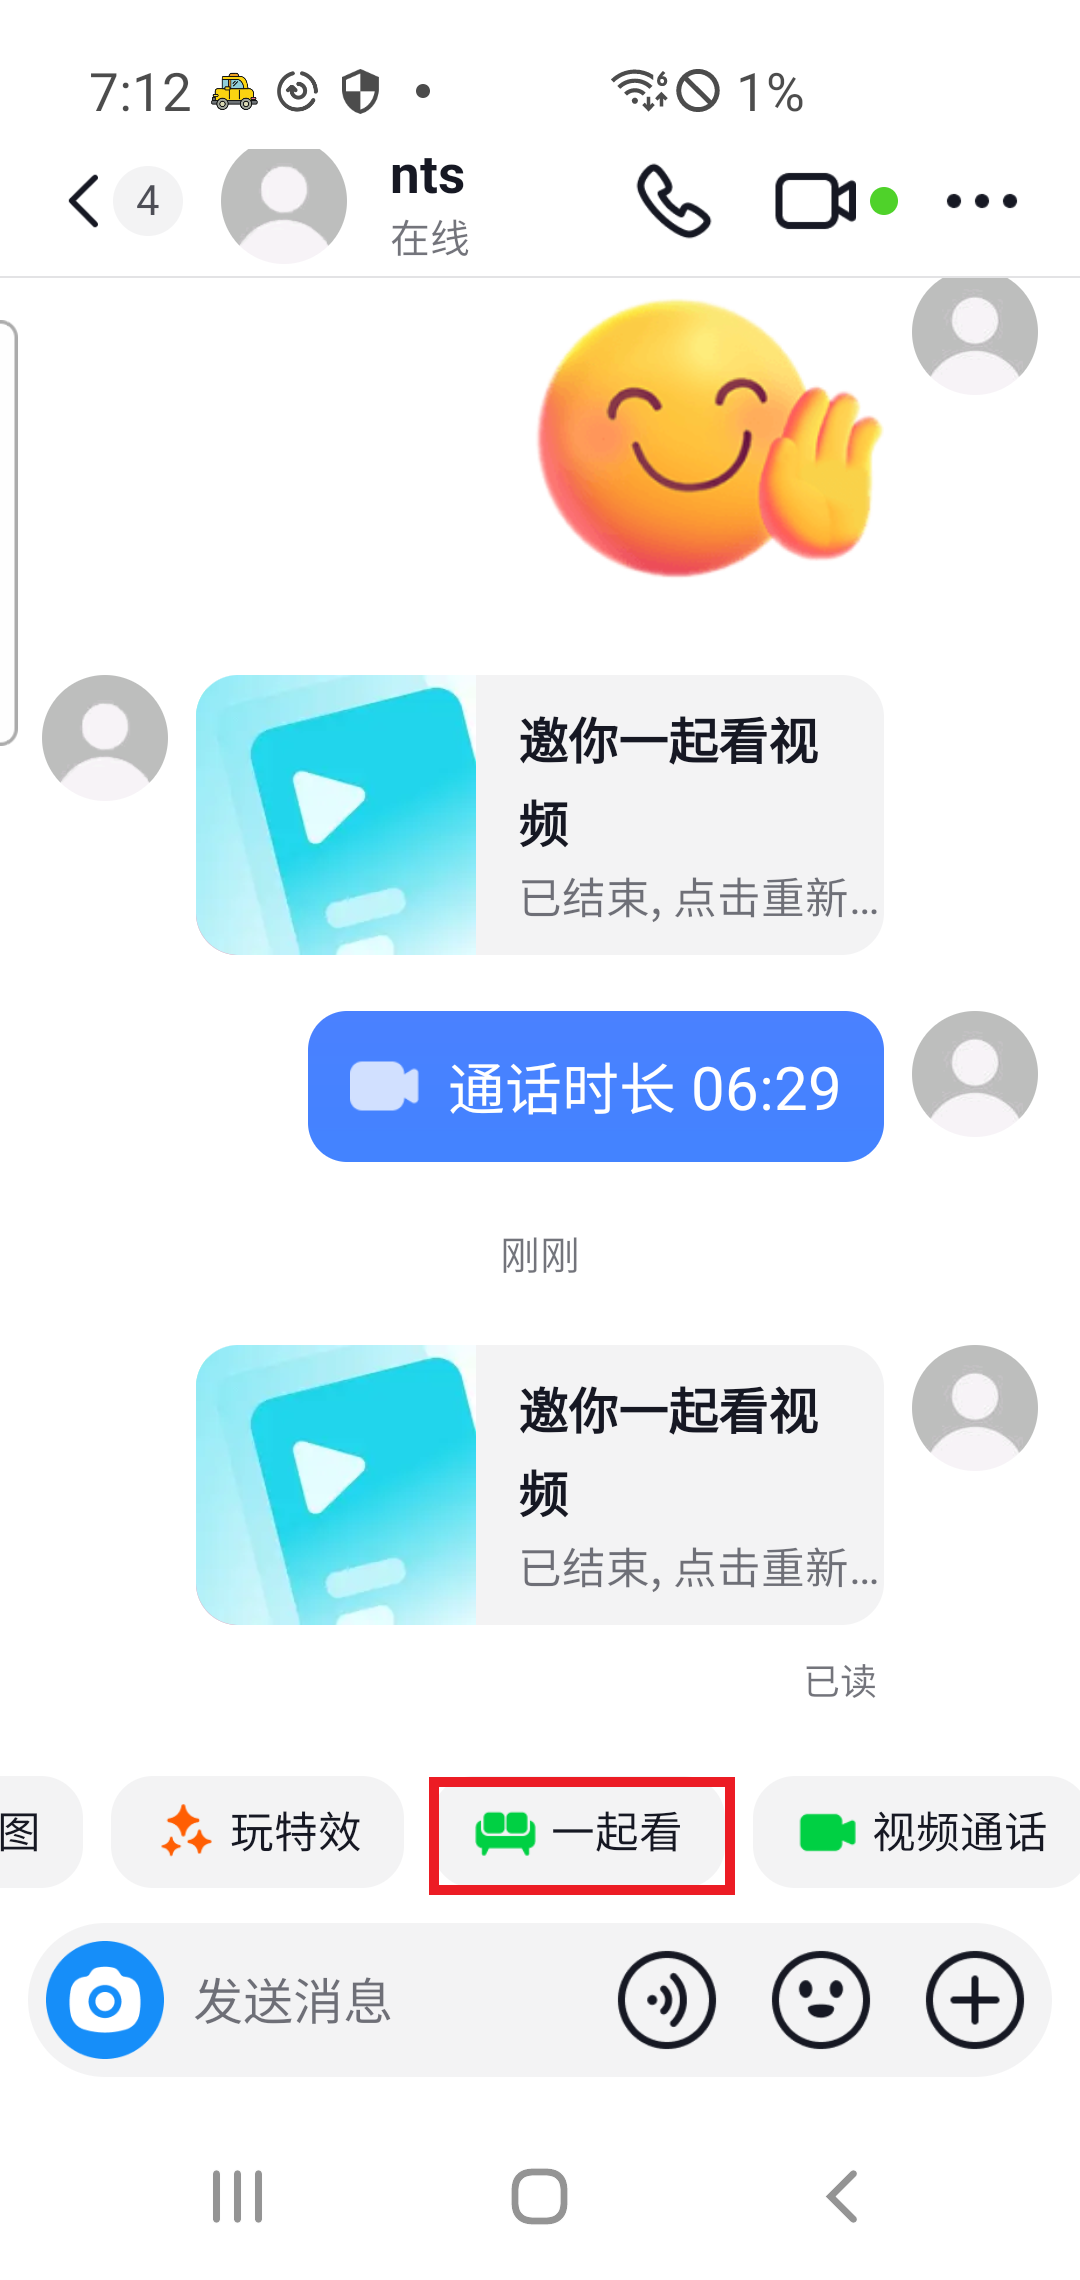 7:12 6 1%
4 nts
在线
邀你一起看视
频
已结束, 点击重新...
通话时长 06:29
刚刚
邀你一起看视
频
已结束, 点击重新...
已读
图 玩特效 一起看 视频通话
发送消息